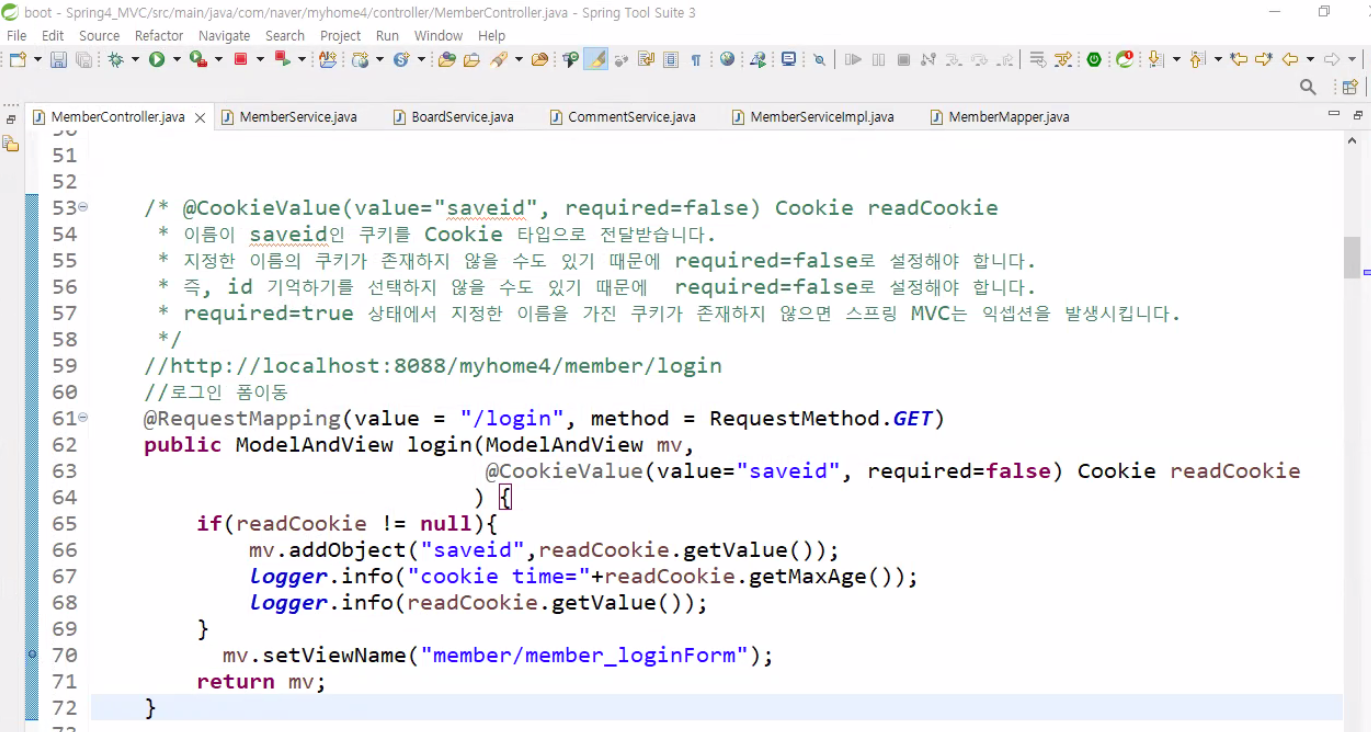 boot - Spring4_MVC/src/main/java/com/naver/myhome4/controller/MemberController.java - Spring Tool Suite 3
File Edit Source Refactor Navigate Search Project Run Window Help
MemberController.java MemberService.java BoardService.java CommentService.java MemberServiceImpl.java MemberMapper.java
51
52
53 /* @CookieValue(value="saveid", required=false) Cookie readCookie
54 * 이름이 saveid인 쿠키를 Cookie 타입으로 전달받습니다.
55 * 지정한 이름의 쿠키가 존재하지 않을 수도 있기 때문에 required=false로 설정해야 합니다.
56 * 즉, id 기억하기를 선택하지 않을 수도 있기 때문에  required=false로 설정해야 합니다.
57 * required=true 상태에서 지정한 이름을 가진 쿠키가 존재하지 않으면 스프링 MVC는 익셉션을 발생시킵니다.
58 */
59 //http://localhost:8088/myhome4/member/login
60 //로그인 폼이동
61 @RequestMapping(value = "/login", method = RequestMethod.GET)
62 public ModelAndView login(ModelAndView mv,
63 @CookieValue(value="saveid", required=false) Cookie readCookie
64 ) {
65 if(readCookie != null){
66 mv.addObject("saveid",readCookie.getValue());
67 logger.info("cookie time="+readCookie.getMaxAge());
68 logger.info(readCookie.getValue());
69 }
70 mv.setViewName("member/member_loginForm");
71 return mv;
72 }